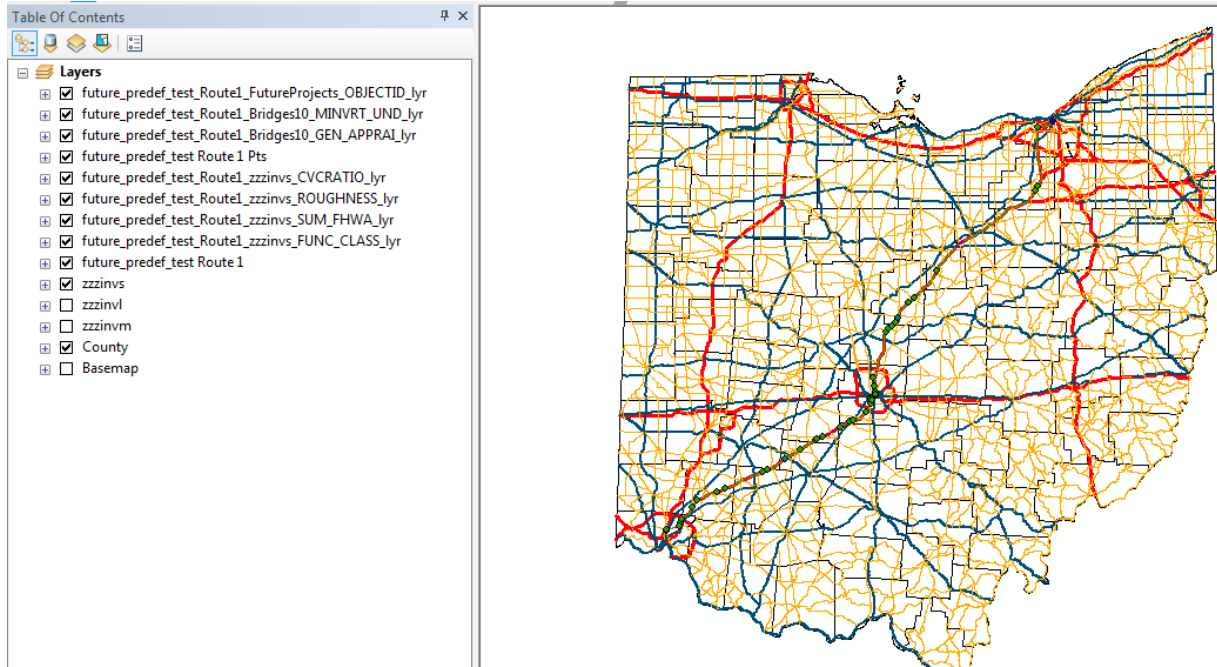 Table Of Contents
Layers
future_predef_test_Route1_FutureProjects_OBJECTID_lyr
future_predef_test_Route1_Bridges10_MINVRT_UND_lyr
future_predef_test_Route1_Bridges10_GEN_APPRAI_lyr
future_predef_test Route 1 Pts
future_predef_test_Route1_zzzinvs_CVCRATIO_lyr
future_predef_test_Route1_zzzinvs_ROUGHNESS_lyr
future_predef_test_Route1_zzzinvs_SUM_FHWA_lyr
future_predef_test_Route1_zzzinvs_FUNC_CLASS_lyr
future_predef_test Route 1
zzzinvs
zzzinvl
zzzinvm
County
Basemap